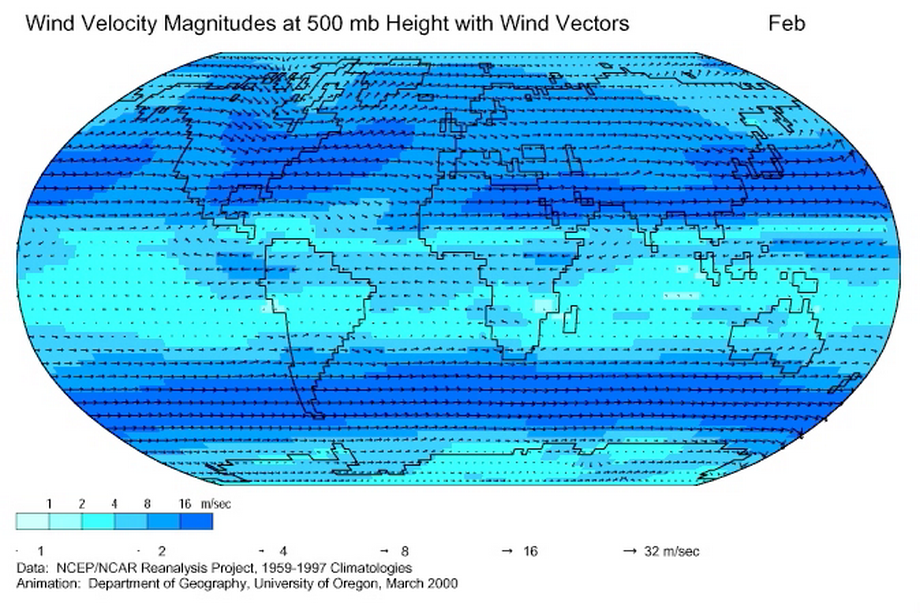 Wind Velocity Magnitudes at 500 mb Height with Wind Vectors Feb
1 2 4 8 16 m/sec
1 2 4 8 16 32 m/sec
Data: NCEP/NCAR Reanalysis Project, 1959-1997 Climatologies
Animation: Department of Geography, University of Oregon, March 2000